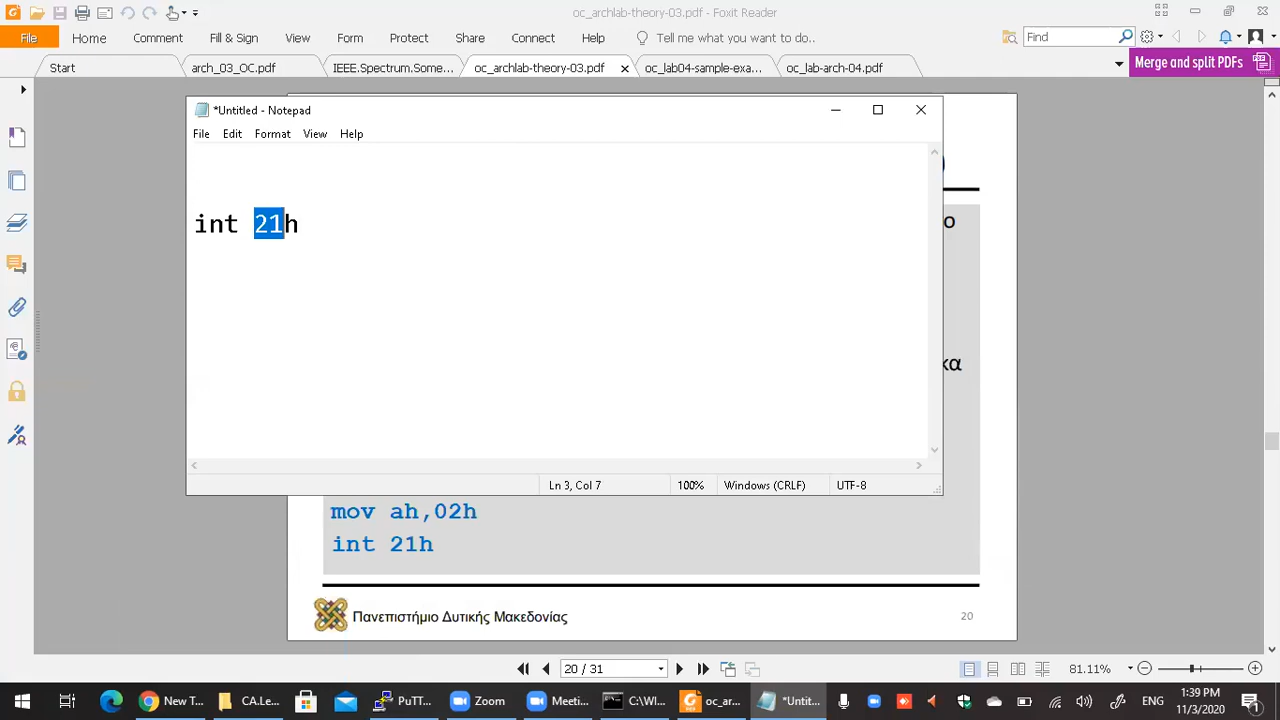 oc_archlab-theory-03.pdf - Foxit Reader
File Home Comment Fill & Sign View Form Protect Share Connect Help Tell me what you want to do.. Find
Start arch_03_OC.pdf IEEE.Spectrum.Some... oc_archlab-theory-03.pdf oc_lab04-sample-exa... oc_lab-arch-04.pdf Merge and split PDFs
*Untitled - Notepad
File Edit Format View Help
int 21h
ο
κα
Ln 3, Col 7 100% Windows (CRLF) UTF-8
mov ah,02h
int 21h
Πανεπιστήμιο Δυτικής Μακεδονίας 20
20 / 31 81.11%
New T... CA.Le... PuTT... Zoom Meeti... C:\WI... oc_ar... *Untit... ENG 1:39 PM
11/3/2020